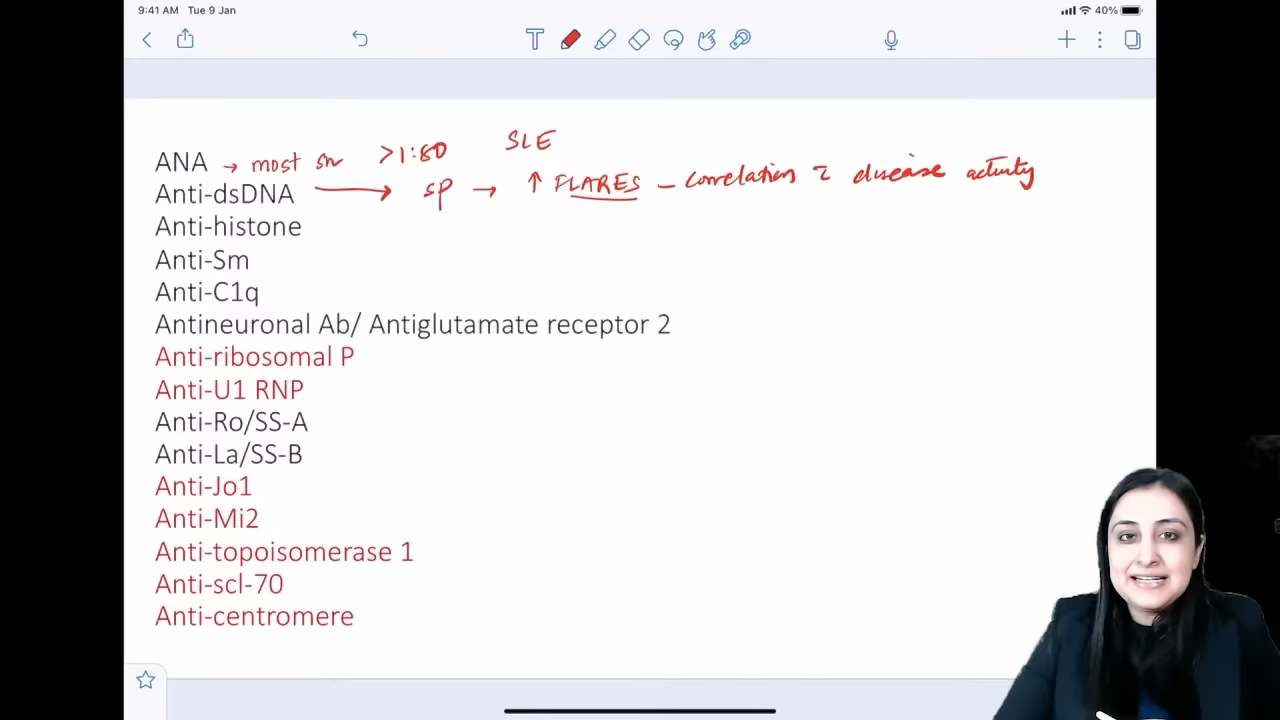 9:41 AM Tue 9 Jan 40%
SLE
ANA → most sn >1:80
Anti-dsDNA → sp → ↑ FLARES - correlation c disease activity
Anti-histone
Anti-Sm
Anti-C1q
Antineuronal Ab/ Antiglutamate receptor 2
Anti-ribosomal P
Anti-U1 RNP
Anti-Ro/SS-A
Anti-La/SS-B
Anti-Jo1
Anti-Mi2
Anti-topoisomerase 1
Anti-scl-70
Anti-centromere